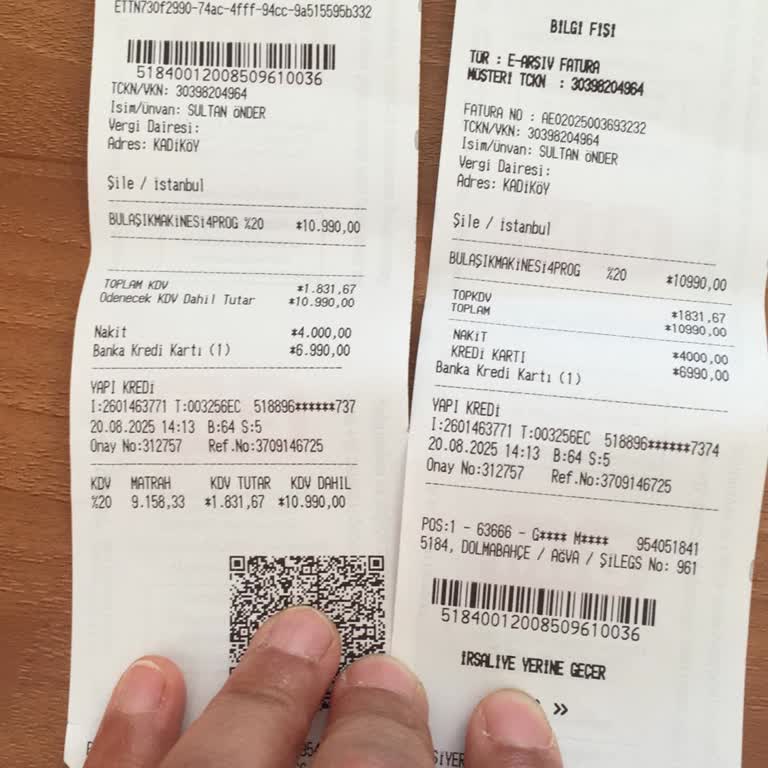 ETTN730f2990-74ac-4fff-94cc-9a515595b332
51840012008509610036
TCKN/VKN: 30398204964
İsim/Ünvan: SULTAN ÖNDER
Vergi Dairesi:
Adres: KADIKÖY
Şile / İstanbul
BULAŞIKMAKİNESİ4PROG %20 *10.990,00
TOPLAM KDV *1.831,67
Ödenecek KDV Dahil Tutar *10.990,00
Nakit *4.000,00
Banka Kredi Kartı (1) *6.990,00
YAPI KREDİ
I:2601463771 T:003256EC 518896******737
20.08.2025 14:13 B:64 S:5
Onay No:312757 Ref.No:3709146725
KDV MATRAH KDV TUTAR KDV DAHİL
%20 9.158,33 *1.831,67 *10.990,00
BİLGİ FİŞİ
TÜR : E-ARŞİV FATURA
MÜŞTERİ TCKN : 30398204964
FATURA NO : AE02025003693232
TCKN/VKN: 30398204964
İsim/Ünvan: SULTAN ÖNDER
Vergi Dairesi:
Adres: KADIKÖY
Şile / İstanbul
BULAŞIKMAKİNESİ4PROG %20 *10990,00
TOPKDV *1831,67
TOPLAM *10990,00
NAKİT *4000,00
KREDİ KARTI *6990,00
Banka Kredi Kartı (1)
YAPI KREDİ
I:2601463771 T:003256EC 518896******7374
20.08.2025 14:13 B:64 S:5
Onay No:312757 Ref.No:3709146725
POS:1 - 63666 - G**** M**** 954051841
5184, DOLMABAHÇE / AĞVA / ŞİLEGS No: 961
51840012008509610036
İRSALİYE YERİNE GEÇER
>>